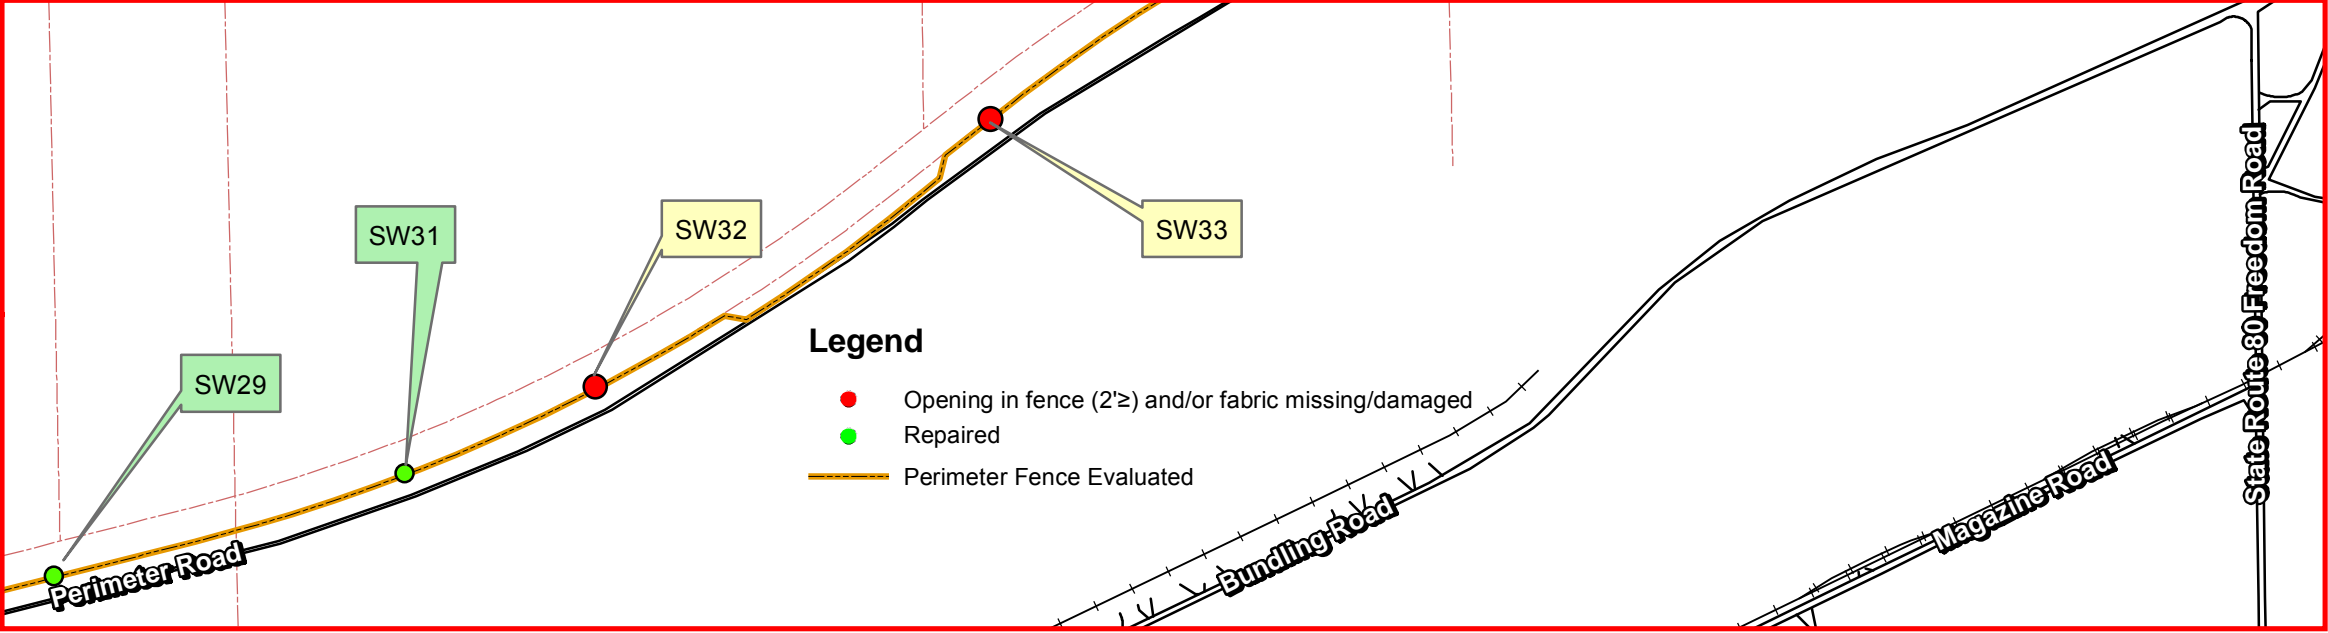 SW33
SW32
SW31
SW29
Legend
Opening in fence (2'≥) and/or fabric missing/damaged
Repaired
Perimeter Fence Evaluated
Perimeter Road
Bundling Road
Magazine Road
State Route 80 Freedom Road